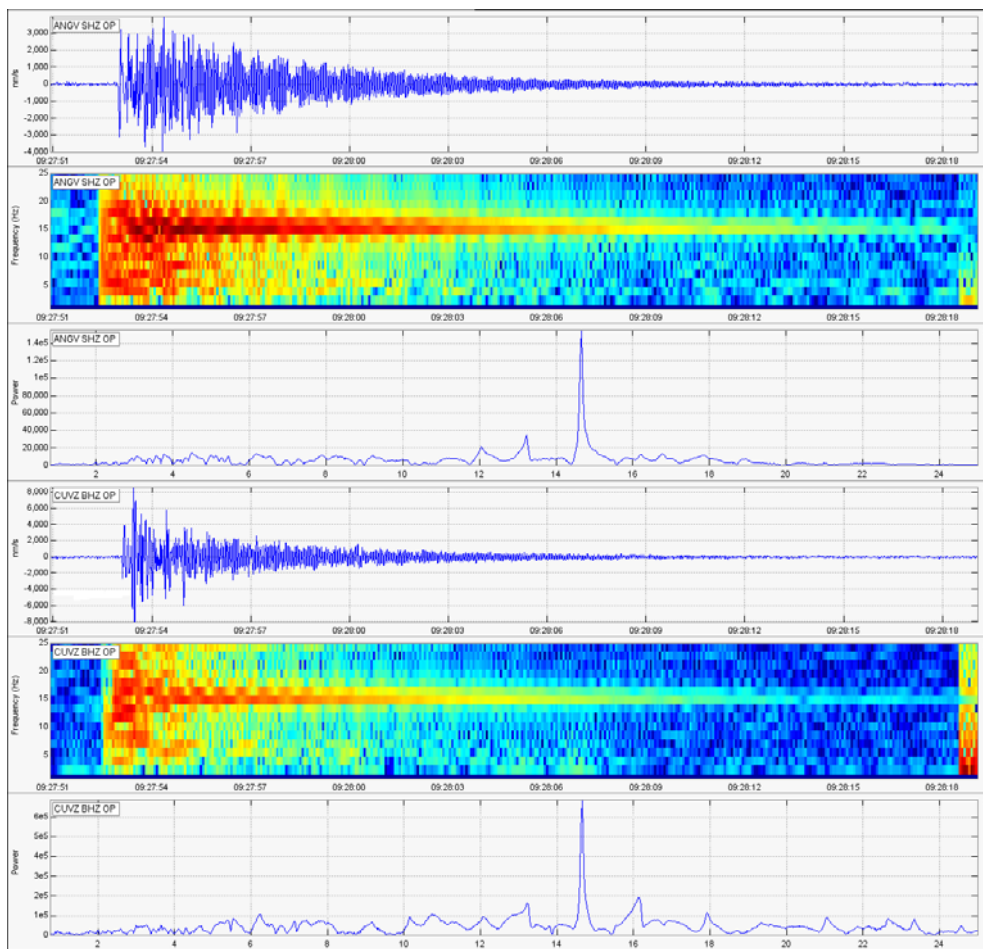 ANGV SHZ OP
nm/s
3,000
2,000
1,000
0
-1,000
-2,000
-3,000
-4,000
09:27:51 09:27:54 09:27:57 09:28:00 09:28:03 09:28:06 09:28:09 09:28:12 09:28:15 09:28:18
ANGV SHZ OP
Frequency (Hz)
25
20
15
10
5
09:27:51 09:27:54 09:27:57 09:28:00 09:28:03 09:28:06 09:28:09 09:28:12 09:28:15 09:28:18
ANGV SHZ OP
Power
1.4e5
1.2e5
1e5
80,000
60,000
40,000
20,000
0
2 4 6 8 10 12 14 16 18 20 22 24
CUVZ BHZ OP
nm/s
8,000
6,000
4,000
2,000
0
-2,000
-4,000
-6,000
-8,000
09:27:51 09:27:54 09:27:57 09:28:00 09:28:03 09:28:06 09:28:09 09:28:12 09:28:15 09:28:18
CUVZ BHZ OP
Frequency (Hz)
25
20
15
10
5
09:27:51 09:27:54 09:27:57 09:28:00 09:28:03 09:28:06 09:28:09 09:28:12 09:28:15 09:28:18
CUVZ BHZ OP
Power
6e5
5e5
4e5
3e5
2e5
1e5
0
2 4 6 8 10 12 14 16 18 20 22 24